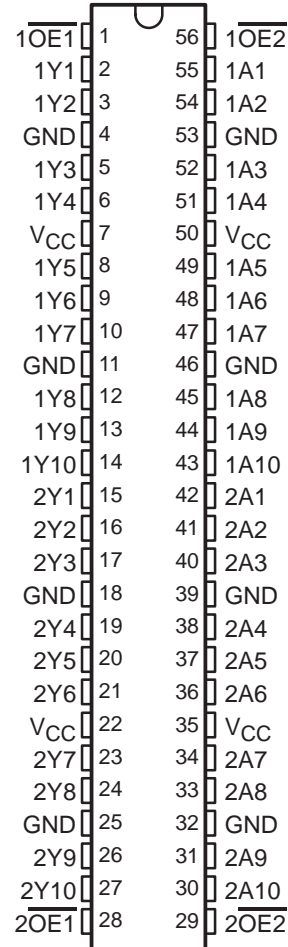 1OE1 1 56 1OE2
1Y1 2 55 1A1
1Y2 3 54 1A2
GND 4 53 GND
1Y3 5 52 1A3
1Y4 6 51 1A4
VCC 7 50 VCC
1Y5 8 49 1A5
1Y6 9 48 1A6
1Y7 10 47 1A7
GND 11 46 GND
1Y8 12 45 1A8
1Y9 13 44 1A9
1Y10 14 43 1A10
2Y1 15 42 2A1
2Y2 16 41 2A2
2Y3 17 40 2A3
GND 18 39 GND
2Y4 19 38 2A4
2Y5 20 37 2A5
2Y6 21 36 2A6
VCC 22 35 VCC
2Y7 23 34 2A7
2Y8 24 33 2A8
GND 25 32 GND
2Y9 26 31 2A9
2Y10 27 30 2A10
2OE1 28 29 2OE2